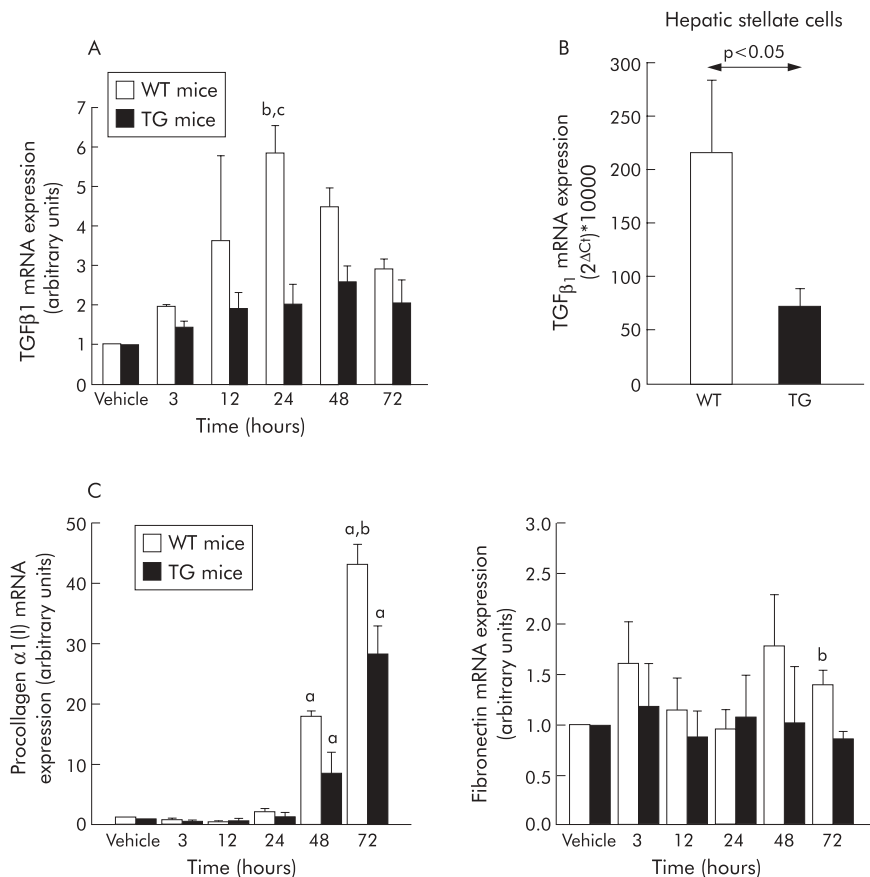 A
WT mice
TG mice
TGFβ1 mRNA expression
(arbitrary units)
7
6
5
4
3
2
1
0
b,c
Vehicle 3 12 24 48 72
Time (hours)
B
Hepatic stellate cells
p<0.05
TGFβ1 mRNA expression
(2ΔCt)*10000
300
250
200
150
100
50
0
WT TG
C
WT mice
TG mice
Procollagen α1(I) mRNA
expression (arbitrary units)
50
40
30
20
10
0
a
a
a,b
a
Vehicle 3 12 24 48 72
Time (hours)
Fibronectin mRNA expression
(arbitrary units)
3.0
2.5
2.0
1.5
1.0
0.5
0.0
b
Vehicle 3 12 24 48 72
Time (hours)